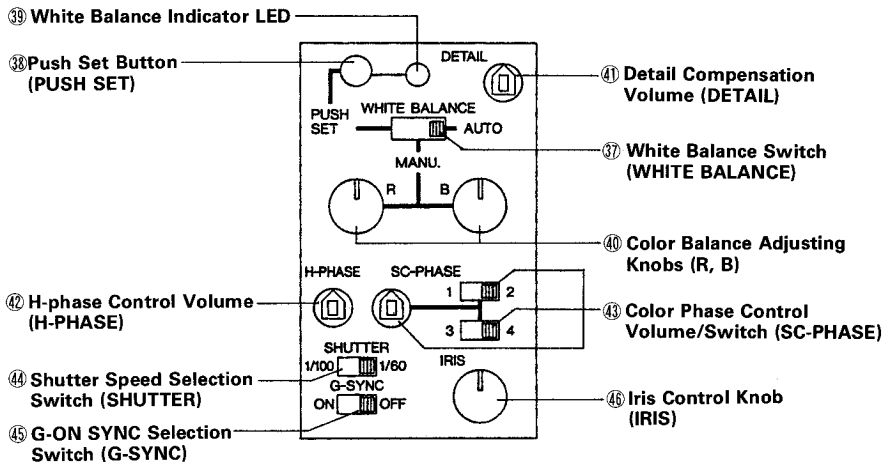 ㊴ White Balance Indicator LED
㊳ Push Set Button
(PUSH SET)
DETAIL
㊶ Detail Compensation
Volume (DETAIL)
PUSH
SET
WHITE BALANCE
AUTO
MANU.
㊲ White Balance Switch
(WHITE BALANCE)
R
B
㊵ Color Balance Adjusting
Knobs (R, B)
H-PHASE
SC-PHASE
1
2
3
4
㊷ H-phase Control Volume
(H-PHASE)
㊸ Color Phase Control
Volume/Switch (SC-PHASE)
SHUTTER
1/100
1/60
G-SYNC
ON
OFF
IRIS
㊹ Shutter Speed Selection
Switch (SHUTTER)
㊺ G-ON SYNC Selection
Switch (G-SYNC)
㊻ Iris Control Knob
(IRIS)